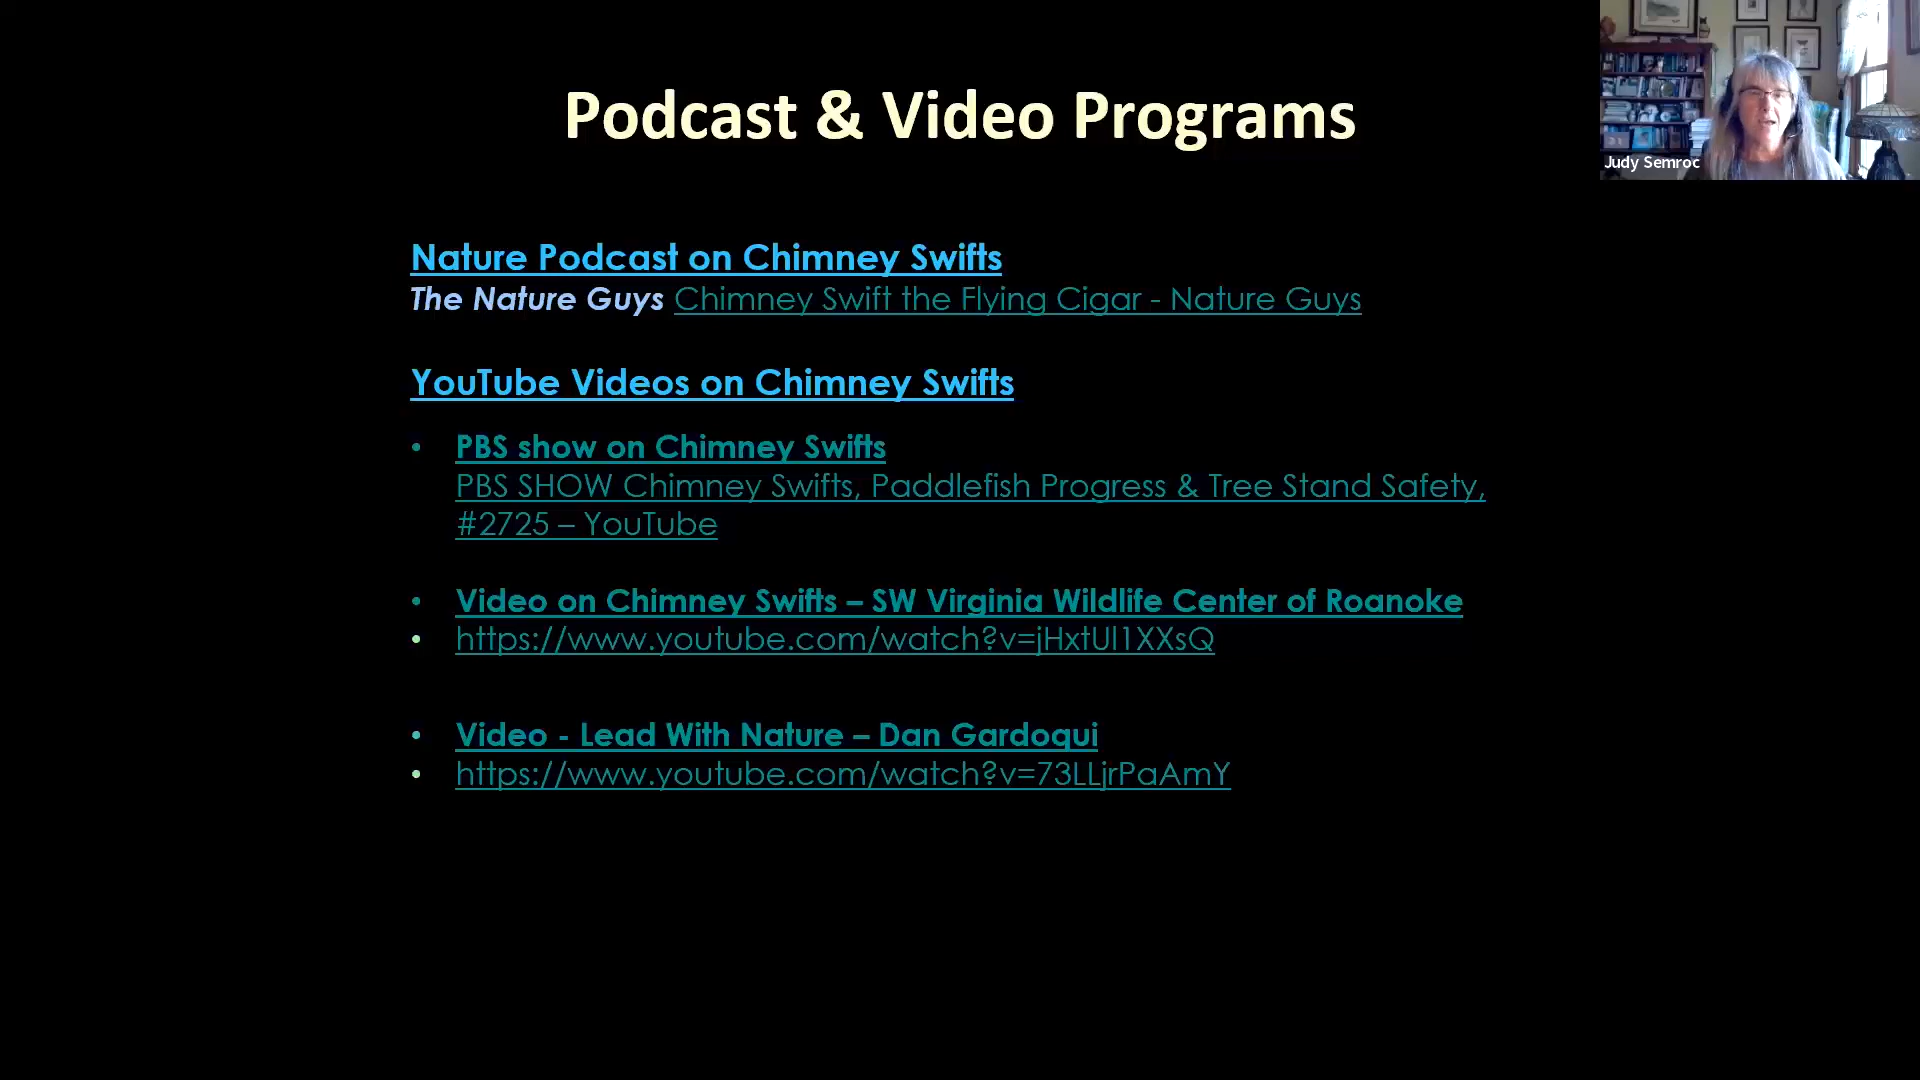 Podcast & Video Programs
Judy Semroc
Nature Podcast on Chimney Swifts
The Nature Guys Chimney Swift the Flying Cigar - Nature Guys
YouTube Videos on Chimney Swifts
• PBS show on Chimney Swifts
PBS SHOW Chimney Swifts, Paddlefish Progress & Tree Stand Safety,
#2725 – YouTube
• Video on Chimney Swifts – SW Virginia Wildlife Center of Roanoke
• https://www.youtube.com/watch?v=jHxtUl1XXsQ
• Video - Lead With Nature – Dan Gardoqui
• https://www.youtube.com/watch?v=73LLjrPaAmY